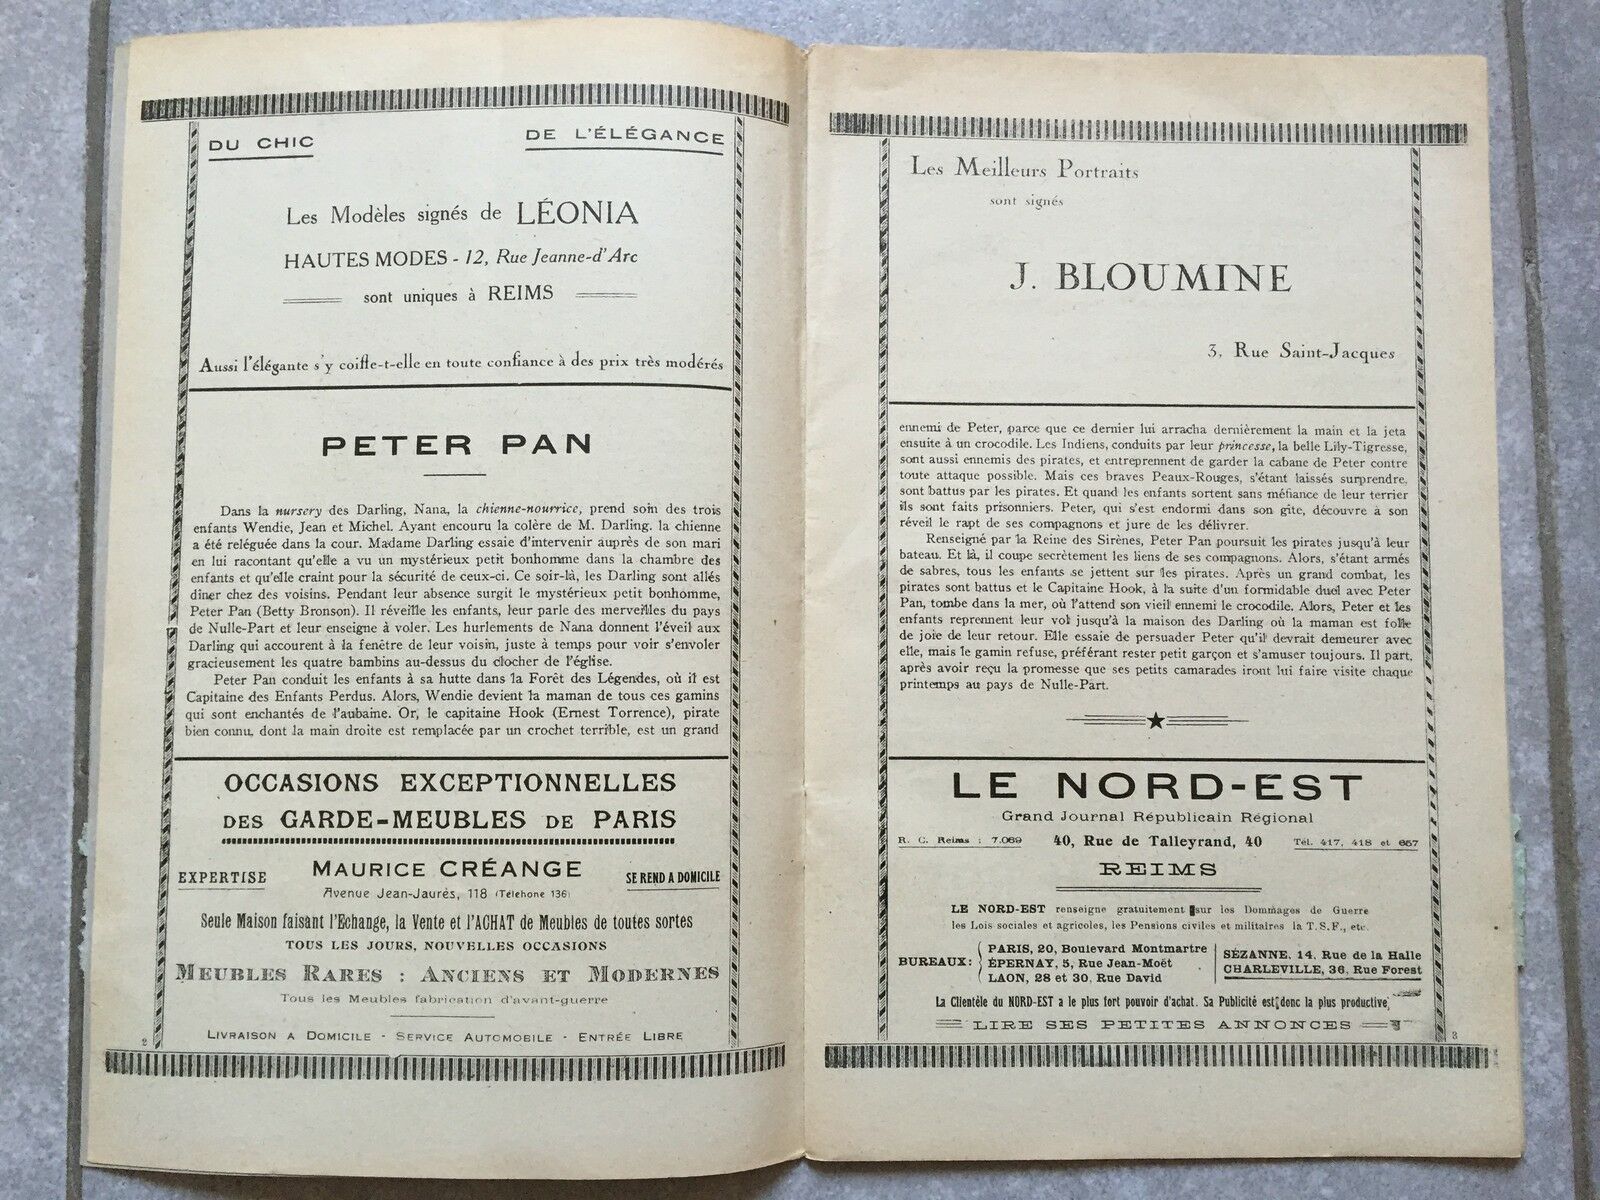 DU CHIC
DE L'ÉLÉGANCE
Les Modèles signés de LÉONIA
HAUTES MODES - 12, Rue Jeanne-d'Arc
sont uniques à REIMS
Aussi l'élégante s'y coiffe-t-elle en toute confiance à des prix très modérés
PETER PAN
Dans la nursery des Darling, Nana, la chienne-nourrice, prend soin des trois
enfants Wendie, Jean et Michel. Ayant encouru la colère de M. Darling. la chienne
a été reléguée dans la cour. Madame Darling essaie d'intervenir auprès de son mari
en lui racontant qu'elle a vu un mystérieux petit bonhomme dans la chambre des
enfants et qu'elle craint pour la sécurité de ceux-ci. Ce soir-là, les Darling sont allés
dîner chez des voisins. Pendant leur absence surgit le mystérieux petit bonhomme,
Peter Pan (Betty Bronson). Il réveille les enfants, leur parle des merveilles du pays
de Nulle-Part et leur enseigne à voler. Les hurlements de Nana donnent l'éveil aux
Darling qui accourent à la fenêtre de leur voisin, juste à temps pour voir s'envoler
gracieusement les quatre bambins au-dessus du clocher de l'église.
Peter Pan conduit les enfants à sa hutte dans la Forêt des Légendes, où il est
Capitaine des Enfants Perdus. Alors, Wendie devient la maman de tous ces gamins
qui sont enchantés de l'aubaine. Or, le capitaine Hook (Ernest Torrence), pirate
bien connu, dont la main droite est remplacée par un crochet terrible, est un grand
OCCASIONS EXCEPTIONNELLES
DES GARDE-MEUBLES DE PARIS
EXPERTISE
MAURICE CRÉANGE
SE REND A DOMICILE
Avenue Jean-Jaurès, 118 (Téléhone 136)
Seule Maison faisant l'Echange, la Vente et l'ACHAT de Meubles de toutes sortes
TOUS LES JOURS, NOUVELLES OCCASIONS
MEUBLES RARES : ANCIENS ET MODERNES
Tous les Meubles fabrication d'avant-guerre
LIVRAISON A DOMICILE - SERVICE AUTOMOBILE - ENTRÉE LIBRE
2
Les Meilleurs Portraits
sont signés
J. BLOUMINE
3, Rue Saint-Jacques
ennemi de Peter, parce que ce dernier lui arracha dernièrement la main et la jeta
ensuite à un crocodile. Les Indiens, conduits par leur princesse, la belle Lily-Tigresse,
sont aussi ennemis des pirates, et entreprennent de garder la cabane de Peter contre
toute attaque possible. Mais ces braves Peaux-Rouges, s'étant laissés surprendre,
sont battus par les pirates. Et quand les enfants sortent sans méfiance de leur terrier
ils sont faits prisonniers. Peter, qui s'est endormi dans son gîte, découvre à son
réveil le rapt de ses compagnons et jure de les délivrer.
Renseigné par la Reine des Sirènes, Peter Pan poursuit les pirates jusqu'à leur
bateau. Et là, il coupe secrètement les liens de ses compagnons. Alors, s'étant armés
de sabres, tous les enfants se jettent sur les pirates. Après un grand combat, les
pirates sont battus et le Capitaine Hook, à la suite d'un formidable duel avec Peter
Pan, tombe dans la mer, où l'attend son vieil ennemi le crocodile. Alors, Peter et les
enfants reprennent leur vol jusqu'à la maison des Darling où la maman est folle
de joie de leur retour. Elle essaie de persuader Peter qu'il devrait demeurer avec
elle, mais le gamin refuse, préférant rester petit garçon et s'amuser toujours. Il part,
après avoir reçu la promesse que ses petits camarades iront lui faire visite chaque
printemps au pays de Nulle-Part.
LE NORD-EST
Grand Journal Républicain Régional
R. C. Reims : 7.089
40, Rue de Talleyrand, 40
Tél. 417, 418 et 657
REIMS
LE NORD-EST renseigne gratuitement sur les Dommages de Guerre
les Lois sociales et agricoles, les Pensions civiles et militaires la T.S.F., etc.
BUREAUX:
PARIS, 20, Boulevard Montmartre
ÉPERNAY, 5, Rue Jean-Moët
LAON, 28 et 30, Rue David
SÉZANNE, 14, Rue de la Halle
CHARLEVILLE, 36, Rue Forest
La Clientèle du NORD-EST a le plus fort pouvoir d'achat. Sa Publicité est donc la plus productive
LIRE SES PETITES ANNONCES
3